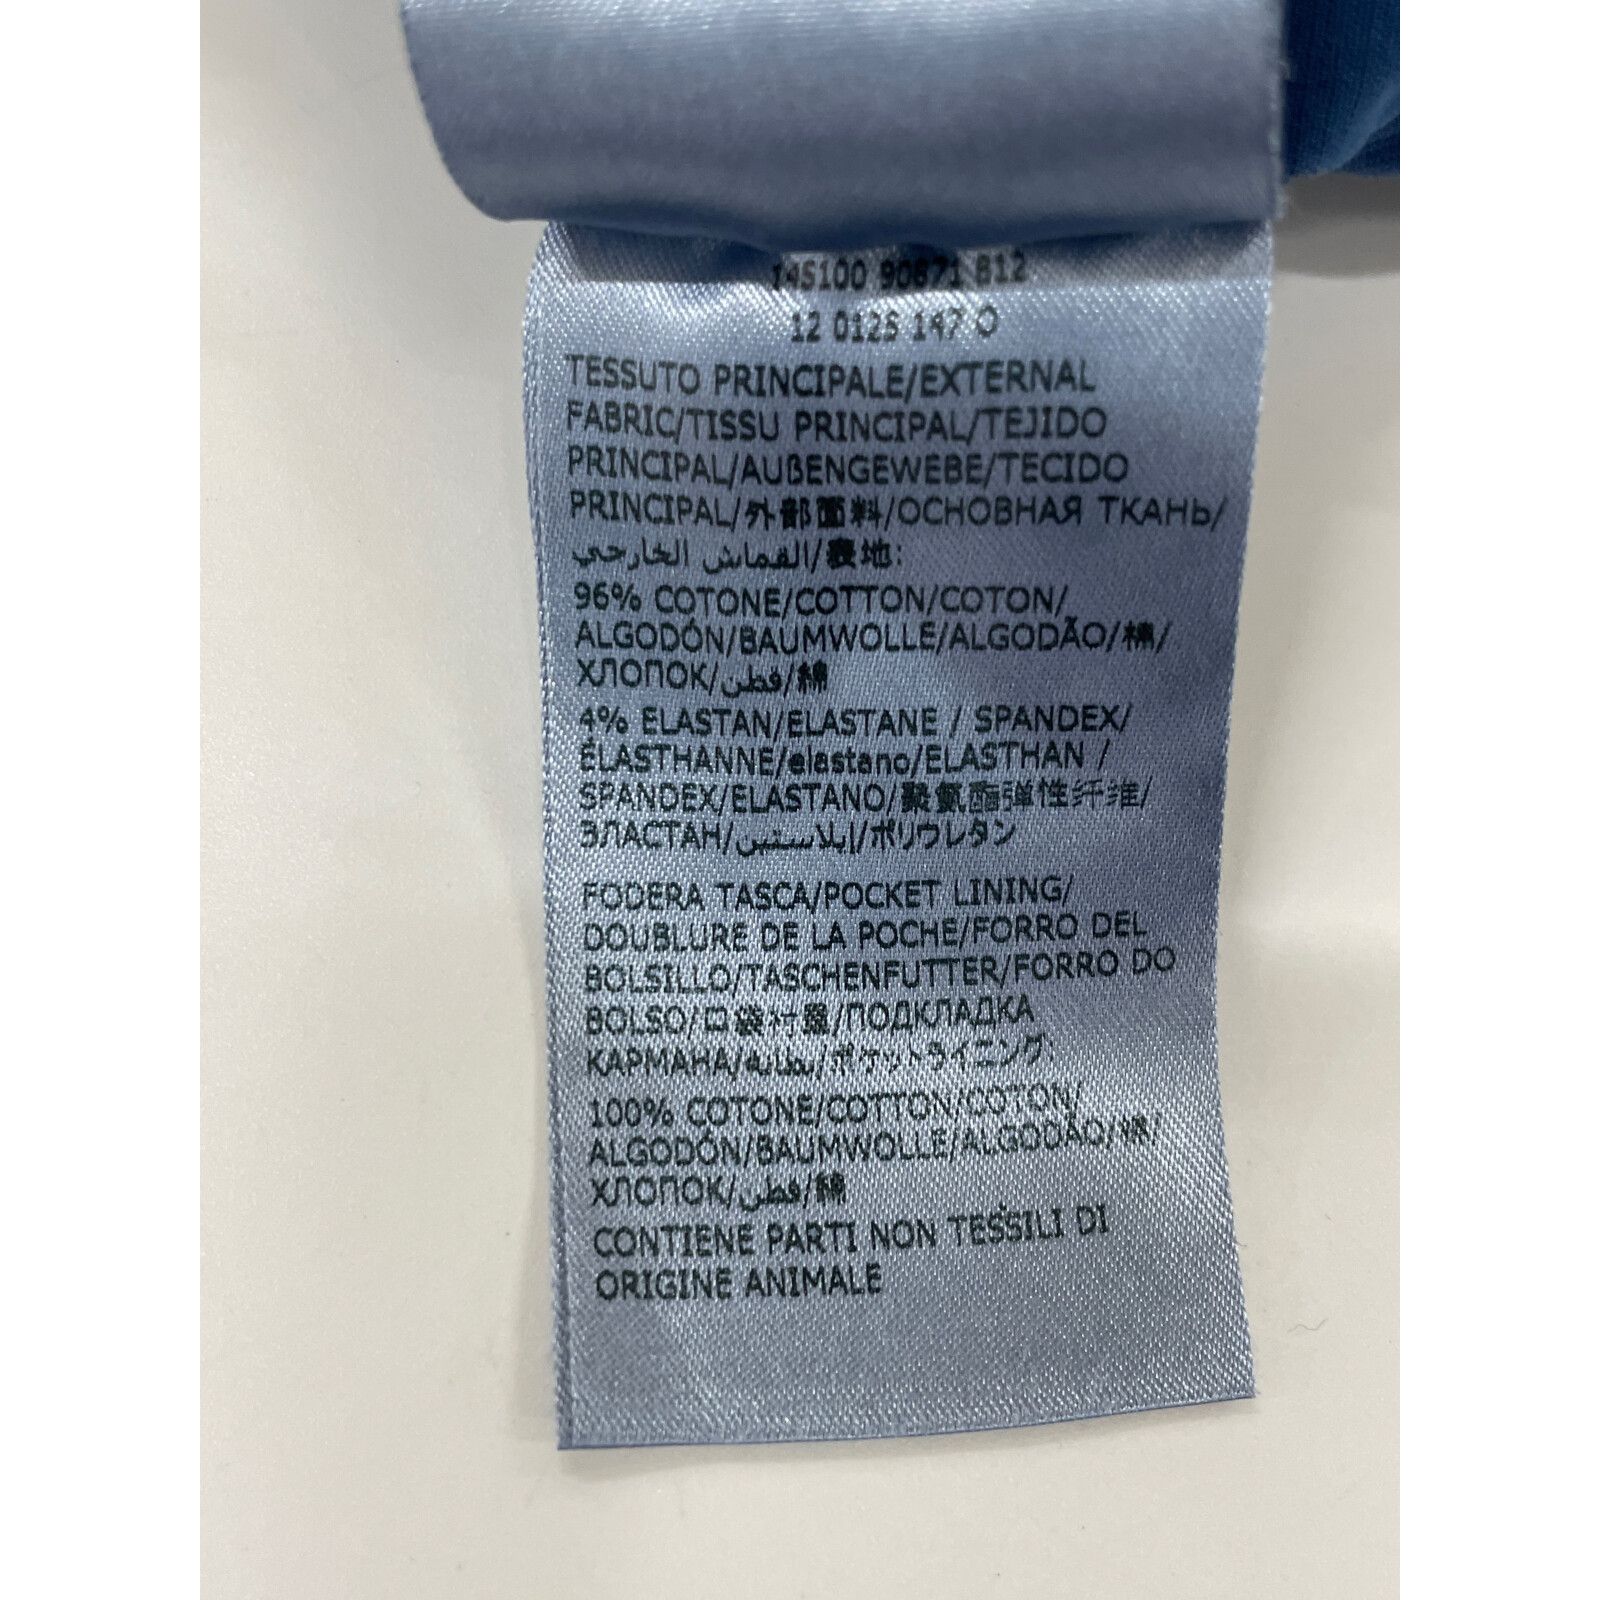 145100 90871 812
12 0125 147 O
TESSUTO PRINCIPALE/EXTERNAL
FABRIC/TISSU PRINCIPAL/TEJIDO
PRINCIPAL/AUßENGEWEBE/TECIDO
PRINCIPAL/外部面料/ОСНОВНАЯ ТКАНЬ/
القماش الخارجي/表地:
96% COTONE/COTTON/COTON/
ALGODÓN/BAUMWOLLE/ALGODÃO/棉/
ХЛОПОК/قطن/綿
4% ELASTAN/ELASTANE / SPANDEX/
ÉLASTHANNE/elastano/ELASTHAN /
SPANDEX/ELASTANO/聚氨酯弹性纤维/
ЭЛАСТАН/إيلاستين/ポリウレタン
FODERA TASCA/POCKET LINING/
DOUBLURE DE LA POCHE/FORRO DEL
BOLSILLO/TASCHENFUTTER/FORRO DO
BOLSO/口袋衬里/ПОДКЛАДКА
КАРМАНА/بطانة/ポケットライニング:
100% COTONE/COTTON/COTON/
ALGODÓN/BAUMWOLLE/ALGODÃO/棉/
ХЛОПОК/قطن/綿
CONTIENE PARTI NON TESSILI DI
ORIGINE ANIMALE